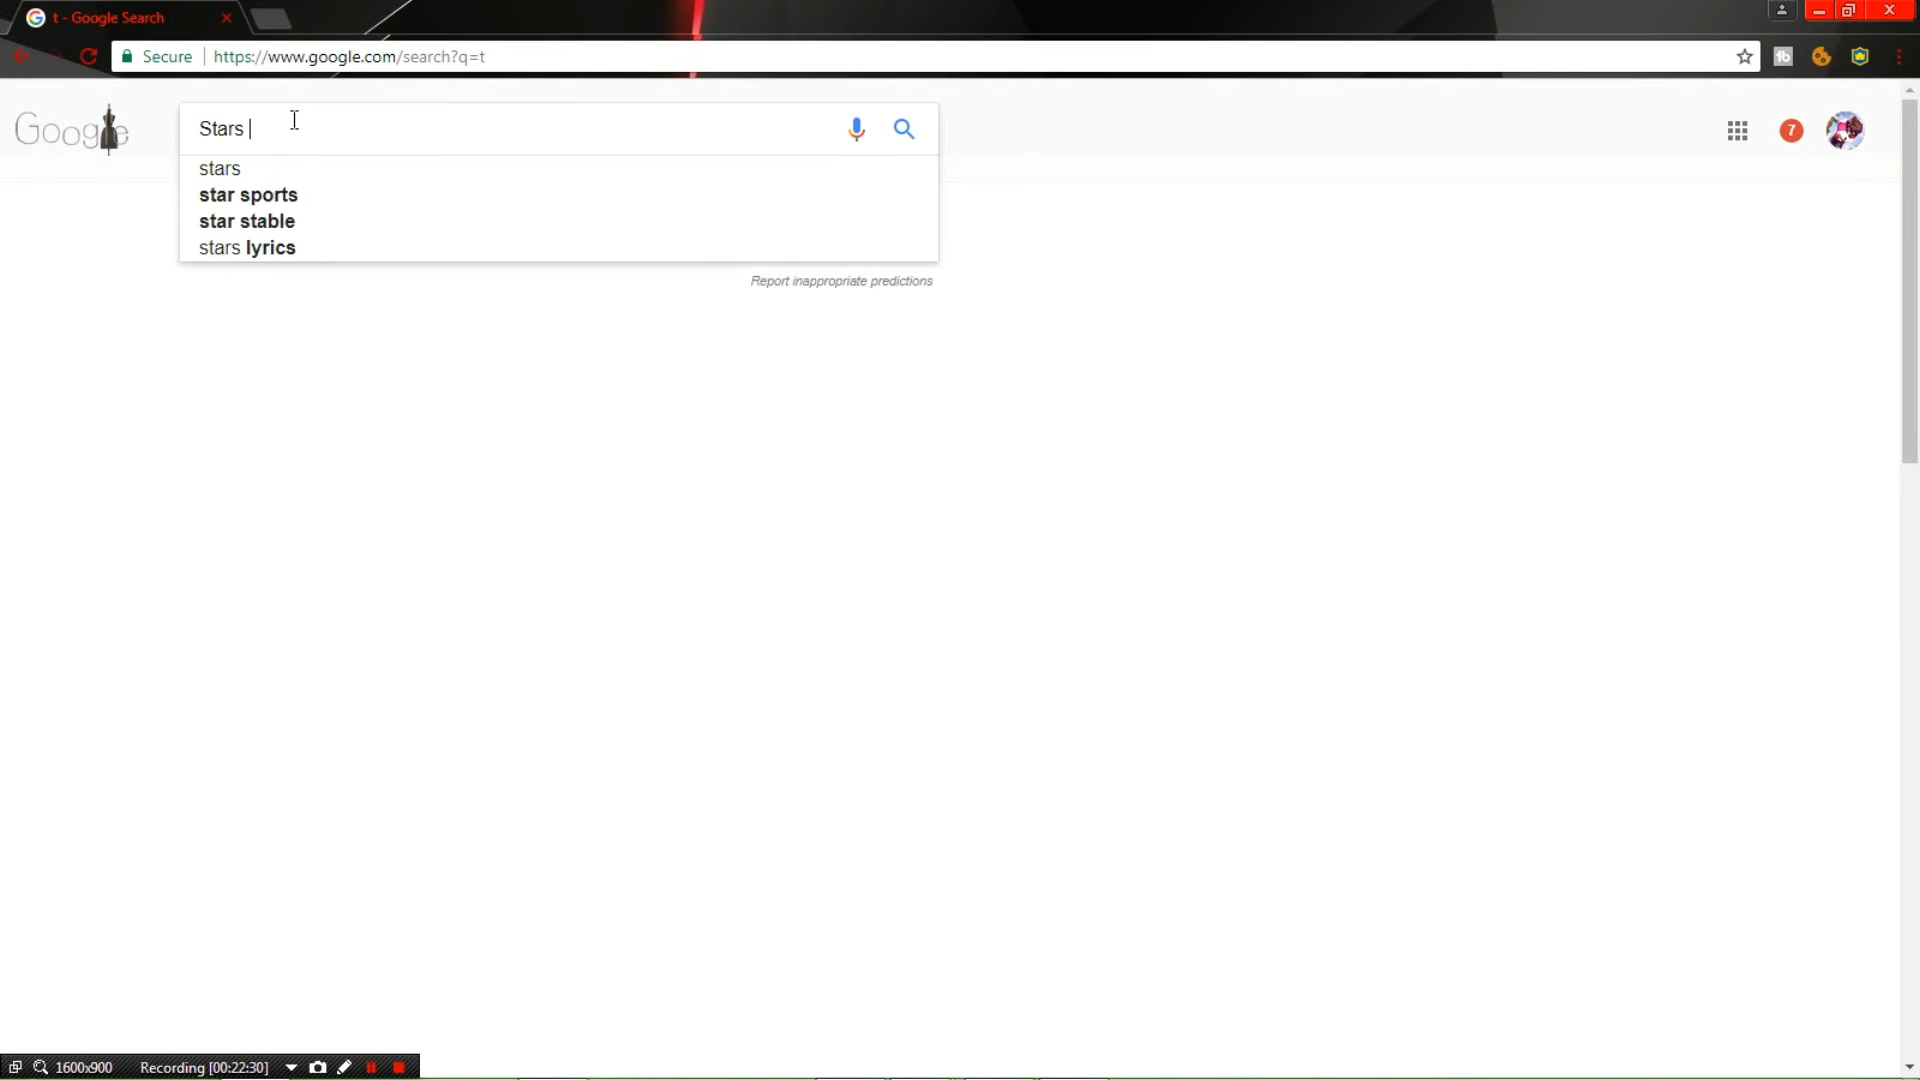 t - Google Search
Secure https://www.google.com/search?q=t
Google
Stars
7
stars
star sports
star stable
stars lyrics
Report inappropriate predictions
1600x900 Recording [00:22:30]